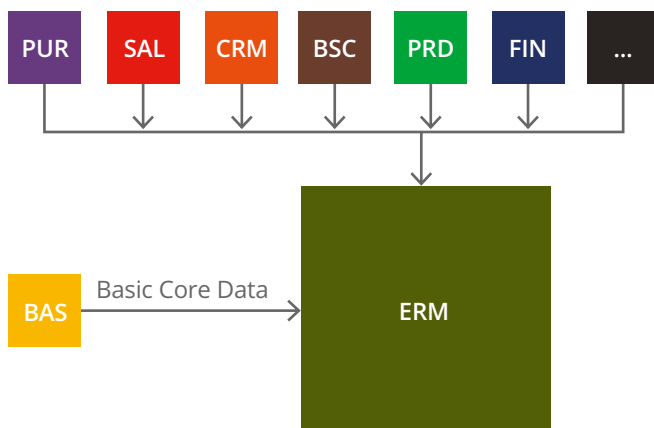 PUR
SAL
CRM
BSC
PRD
FIN
...
Basic Core Data
BAS
ERM